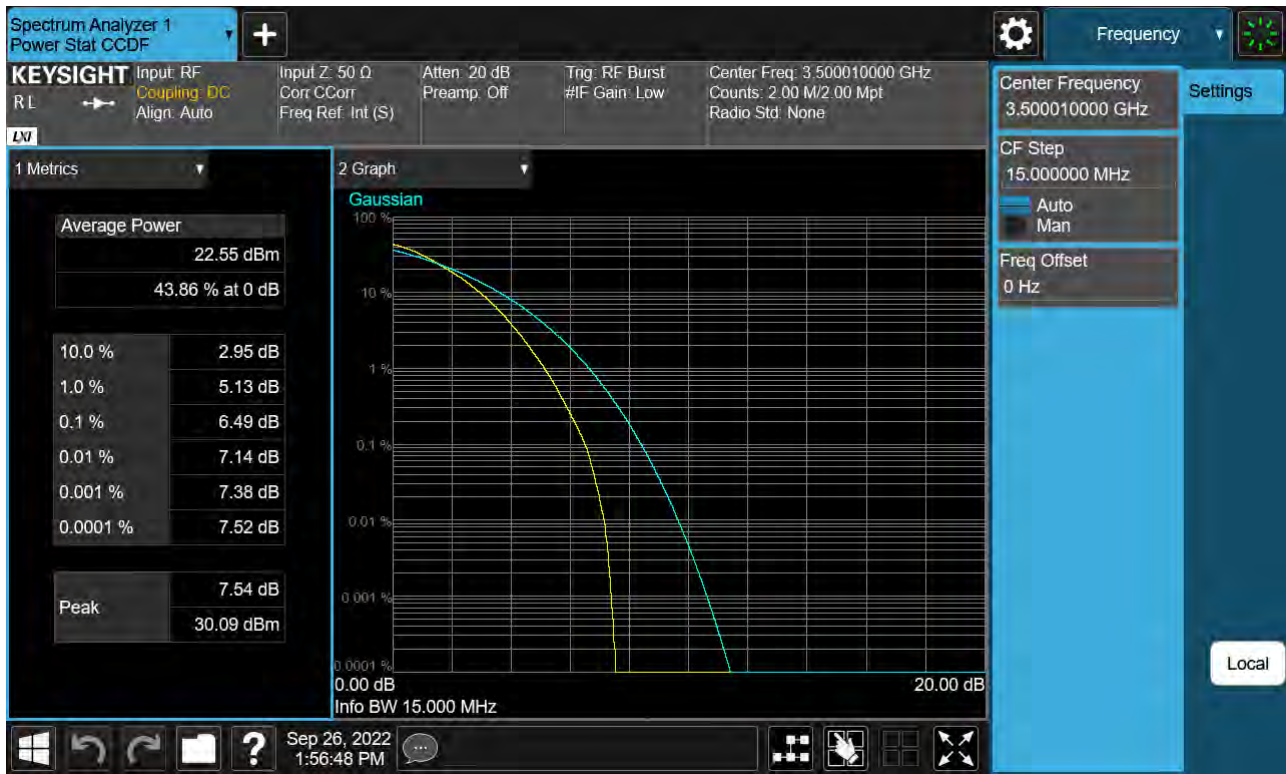 Spectrum Analyzer 1
Power Stat CCDF
+
Frequency
KEYSIGHT
RL
LXI
Input: RF
Coupling: DC
Align: Auto
Input Z: 50 Ω
Corr CCorr
Freq Ref: Int (S)
Atten: 20 dB
Preamp: Off
Trig: RF Burst
#IF Gain: Low
Center Freq: 3.500010000 GHz
Counts: 2.00 M/2.00 Mpt
Radio Std: None
Center Frequency
3.500010000 GHz
Settings
CF Step
15.000000 MHz
Auto
Man
Freq Offset
0 Hz
Local
1 Metrics
Average Power
22.55 dBm
43.86 % at 0 dB
10.0 % 2.95 dB
1.0 % 5.13 dB
0.1 % 6.49 dB
0.01 % 7.14 dB
0.001 % 7.38 dB
0.0001 % 7.52 dB
Peak
7.54 dB
30.09 dBm
2 Graph
Gaussian
100 %
10 %
1 %
0.1 %
0.01 %
0.001 %
0.0001 %
0.00 dB 20.00 dB
Info BW 15.000 MHz
?
Sep 26, 2022
1:56:48 PM